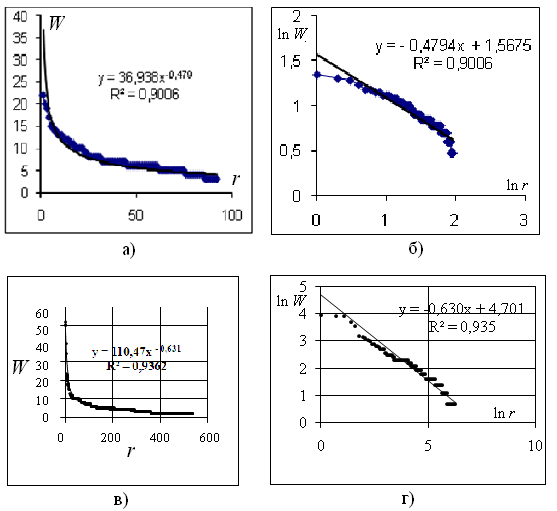 W
40
35
30
25
20
15
10
5
0
0
50
100
r
y = 36,938x-0,479
R² = 0,9006
а)
ln W
2
1,5
1
0,5
0
0
1
2
3
ln r
y = - 0,4794x + 1,5675
R² = 0,9006
б)
W
60
50
40
30
20
10
0
0
200
400
600
r
y = 110,47x -0,631
R² = 0,9362
в)
ln W
5
4
3
2
1
0
0
5
10
ln r
y = -0,630x + 4,701
R² = 0,935
г)